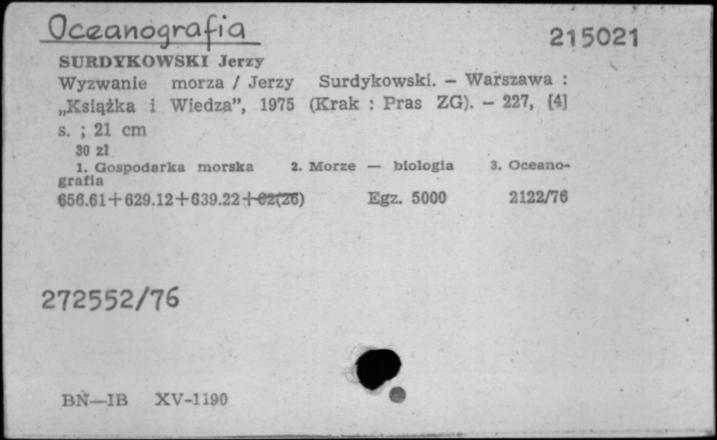 Oceanografia
215021
SURDYKOWSKI Jerzy
Wyzwanie morza / Jerzy Surdykowski. — Warszawa :
„Książka i Wiedza”, 1975 (Krak : Pras ZG). — 227, [4]
s. ; 21 cm
30 zł
1. Gospodarka morska 2. Morze — biologia 3. Oceano-
grafia
656.61+629.12+639.22+62(26) Egz. 5000 2122/76
272552/76
BN—IB XV-1190